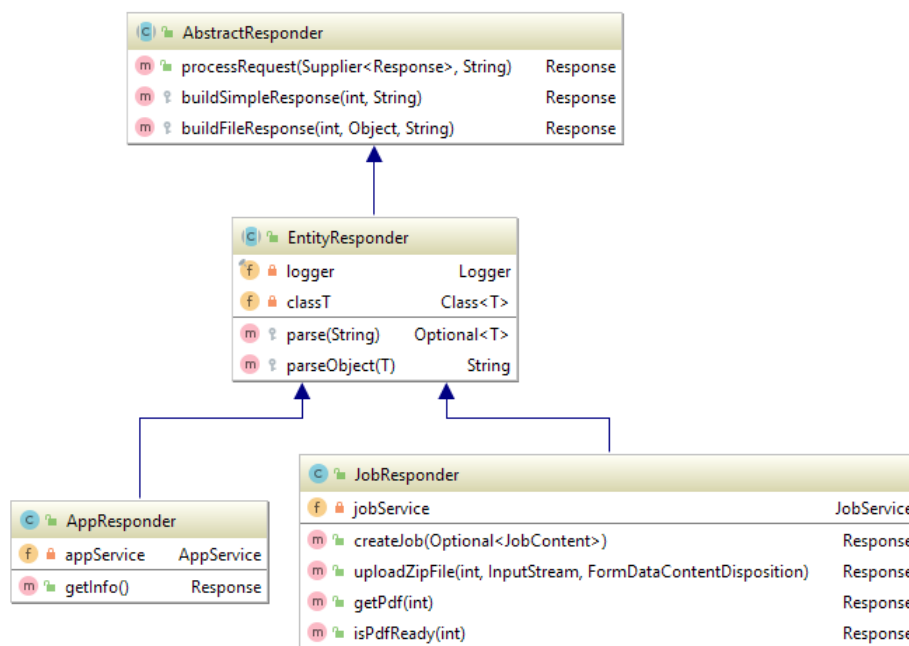 AbstractResponder
processRequest(Supplier<Response>, String) Response
buildSimpleResponse(int, String) Response
buildFileResponse(int, Object, String) Response
EntityResponder
logger Logger
classT Class<T>
parse(String) Optional<T>
parseObject(T) String
JobResponder
jobService JobService
createJob(Optional<JobContent>) Response
uploadZipFile(int, InputStream, FormDataContentDisposition) Response
getPdf(int) Response
isPdfReady(int) Response
AppResponder
appService AppService
getInfo() Response